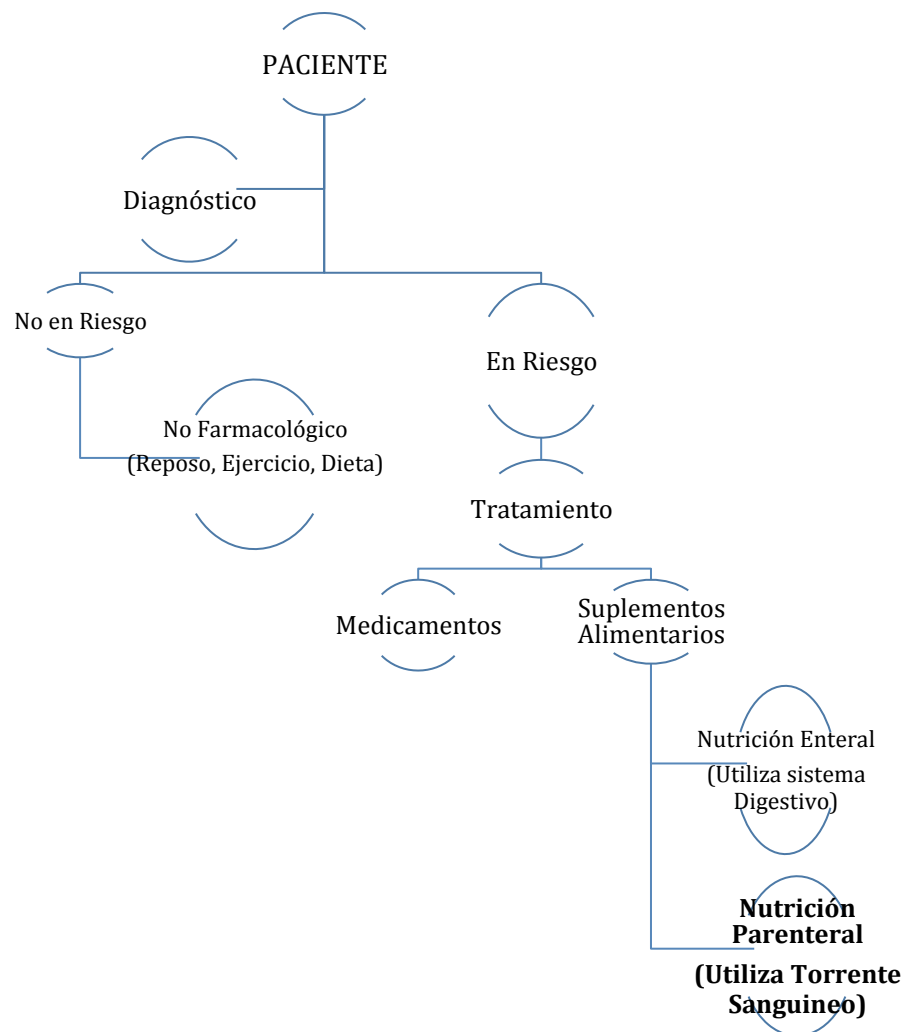 PACIENTE
Diagnóstico
No en Riesgo
En Riesgo
No Farmacológico
(Reposo, Ejercicio, Dieta)
Tratamiento
Medicamentos
Suplementos
Alimentarios
Nutrición Enteral
(Utiliza sistema
Digestivo)
Nutrición
Parenteral
(Utiliza Torrente
Sanguineo)